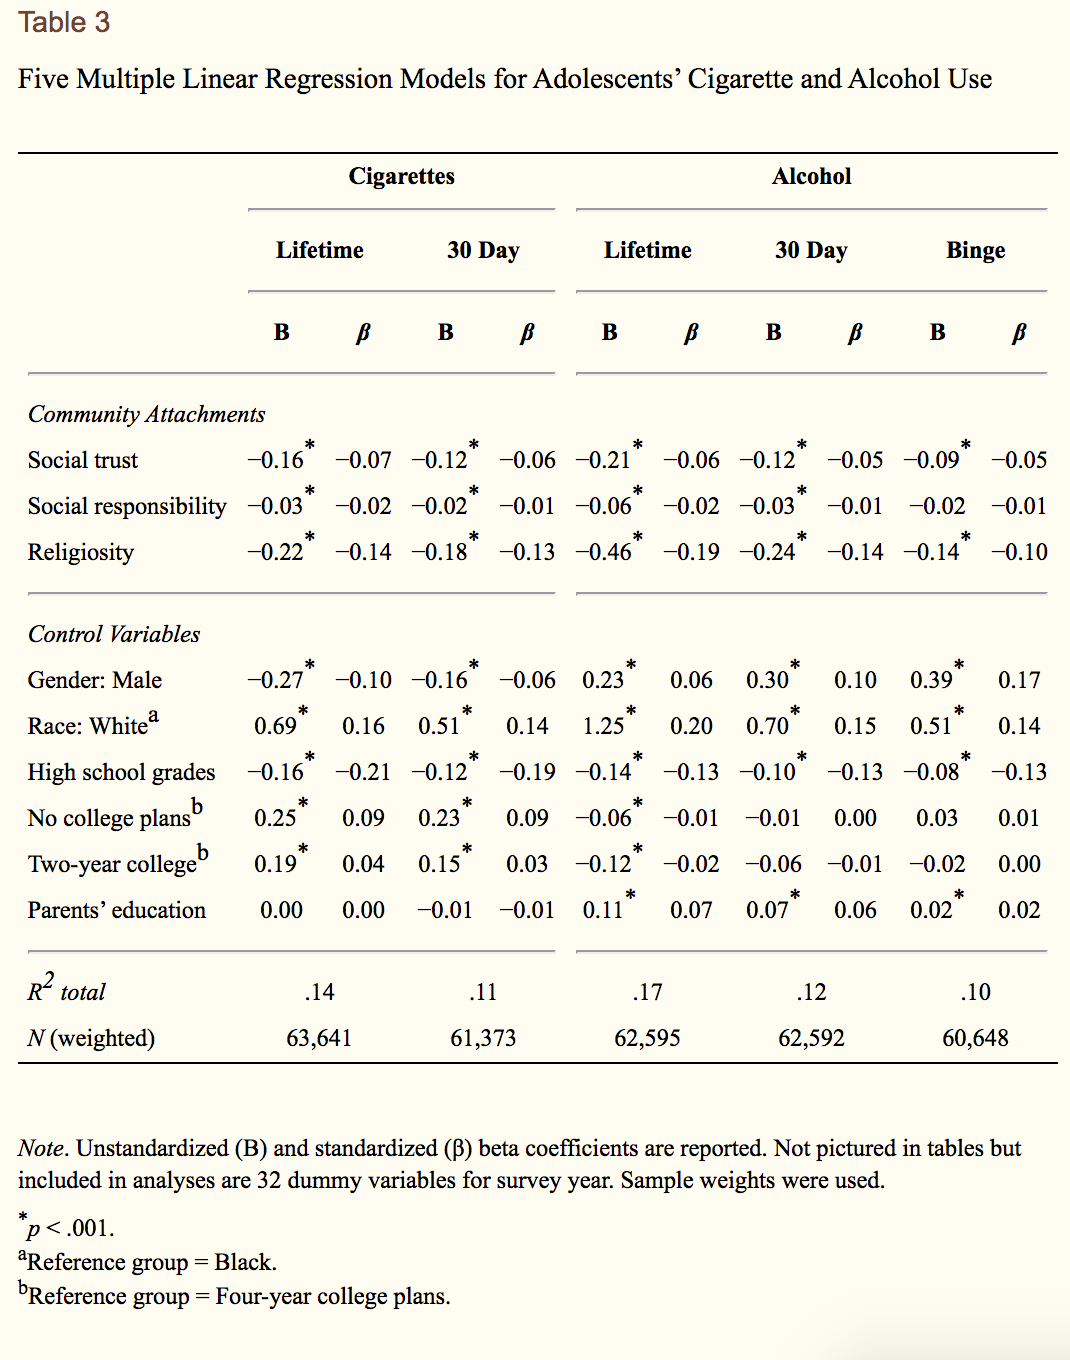 Table 3
Five Multiple Linear Regression Models for Adolescents’ Cigarette and Alcohol Use
Cigarettes Alcohol
Lifetime 30 Day Lifetime 30 Day Binge
B β B β B β B β B β
Community Attachments
Social trust −0.16* −0.07 −0.12* −0.06 −0.21* −0.06 −0.12* −0.05 −0.09* −0.05
Social responsibility −0.03* −0.02 −0.02* −0.01 −0.06* −0.02 −0.03* −0.01 −0.02 −0.01
Religiosity −0.22* −0.14 −0.18* −0.13 −0.46* −0.19 −0.24* −0.14 −0.14* −0.10
Control Variables
Gender: Male −0.27* −0.10 −0.16* −0.06 0.23* 0.06 0.30* 0.10 0.39* 0.17
Race: White^a 0.69* 0.16 0.51* 0.14 1.25* 0.20 0.70* 0.15 0.51* 0.14
High school grades −0.16* −0.21 −0.12* −0.19 −0.14* −0.13 −0.10* −0.13 −0.08* −0.13
No college plans^b 0.25* 0.09 0.23* 0.09 −0.06* −0.01 −0.01 0.00 0.03 0.01
Two-year college^b 0.19* 0.04 0.15* 0.03 −0.12* −0.02 −0.06 −0.01 −0.02 0.00
Parents’ education 0.00 0.00 −0.01 −0.01 0.11* 0.07 0.07* 0.06 0.02* 0.02
R² total .14 .11 .17 .12 .10
N (weighted) 63,641 61,373 62,595 62,592 60,648
Note. Unstandardized (B) and standardized (β) beta coefficients are reported. Not pictured in tables but
included in analyses are 32 dummy variables for survey year. Sample weights were used.
*p < .001.
^aReference group = Black.
^bReference group = Four-year college plans.